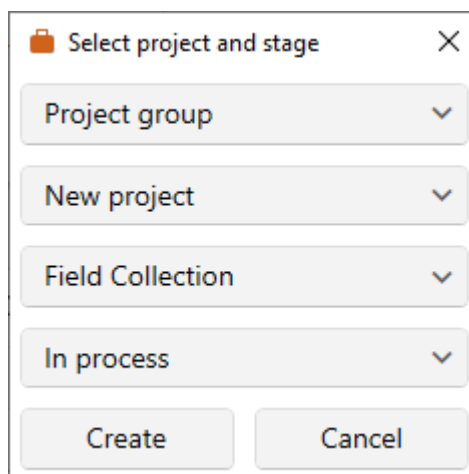 Select project and stage
Project group
New project
Field Collection
In process
Create
Cancel